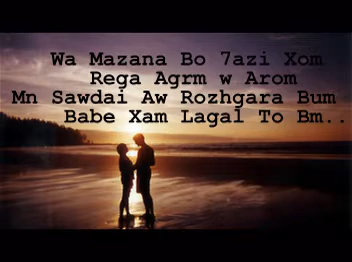 Wa Mazana Bo 7azi Xom
Rega Agrm w Arom
Mn Sawdai Aw Rozhgara Bum
Babe Xam Lagal To Bm..